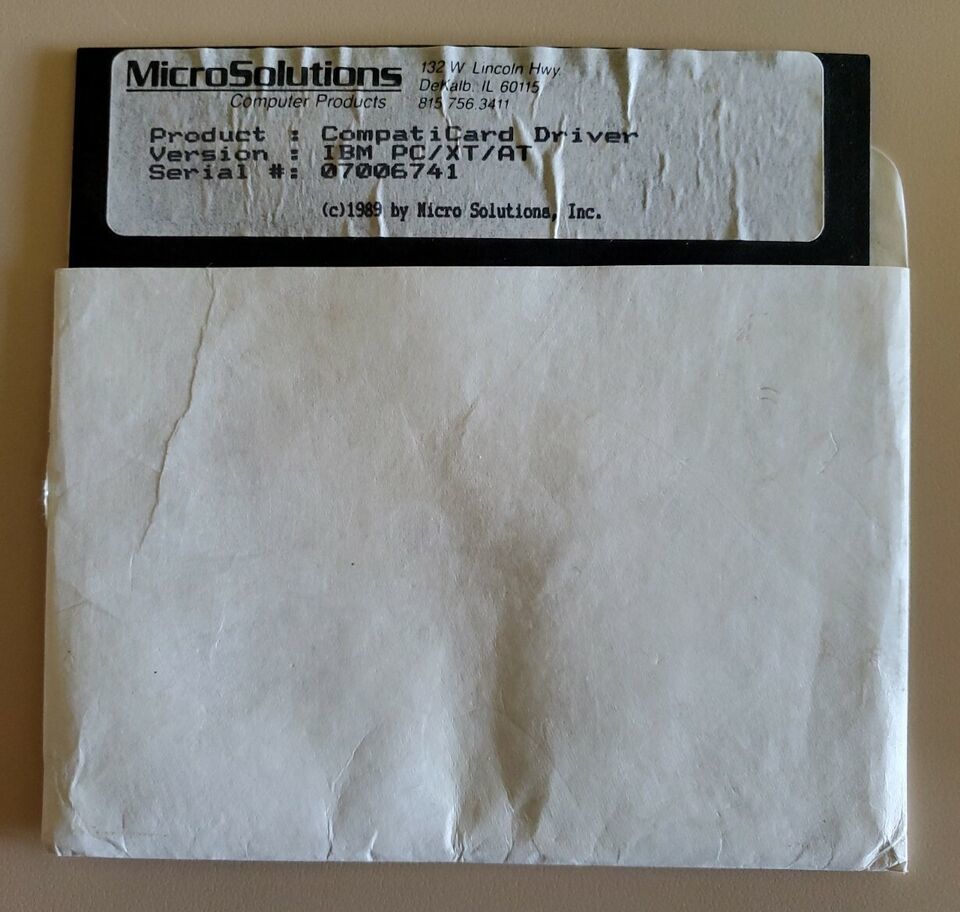 MicroSolutions
Computer Products
132 W. Lincoln Hwy.
DeKalb, IL 60115
815 756 3411
Product : CompatiCard Driver
Version : IBM PC/XT/AT
Serial #: 07006741
(c)1989 by Micro Solutions, Inc.